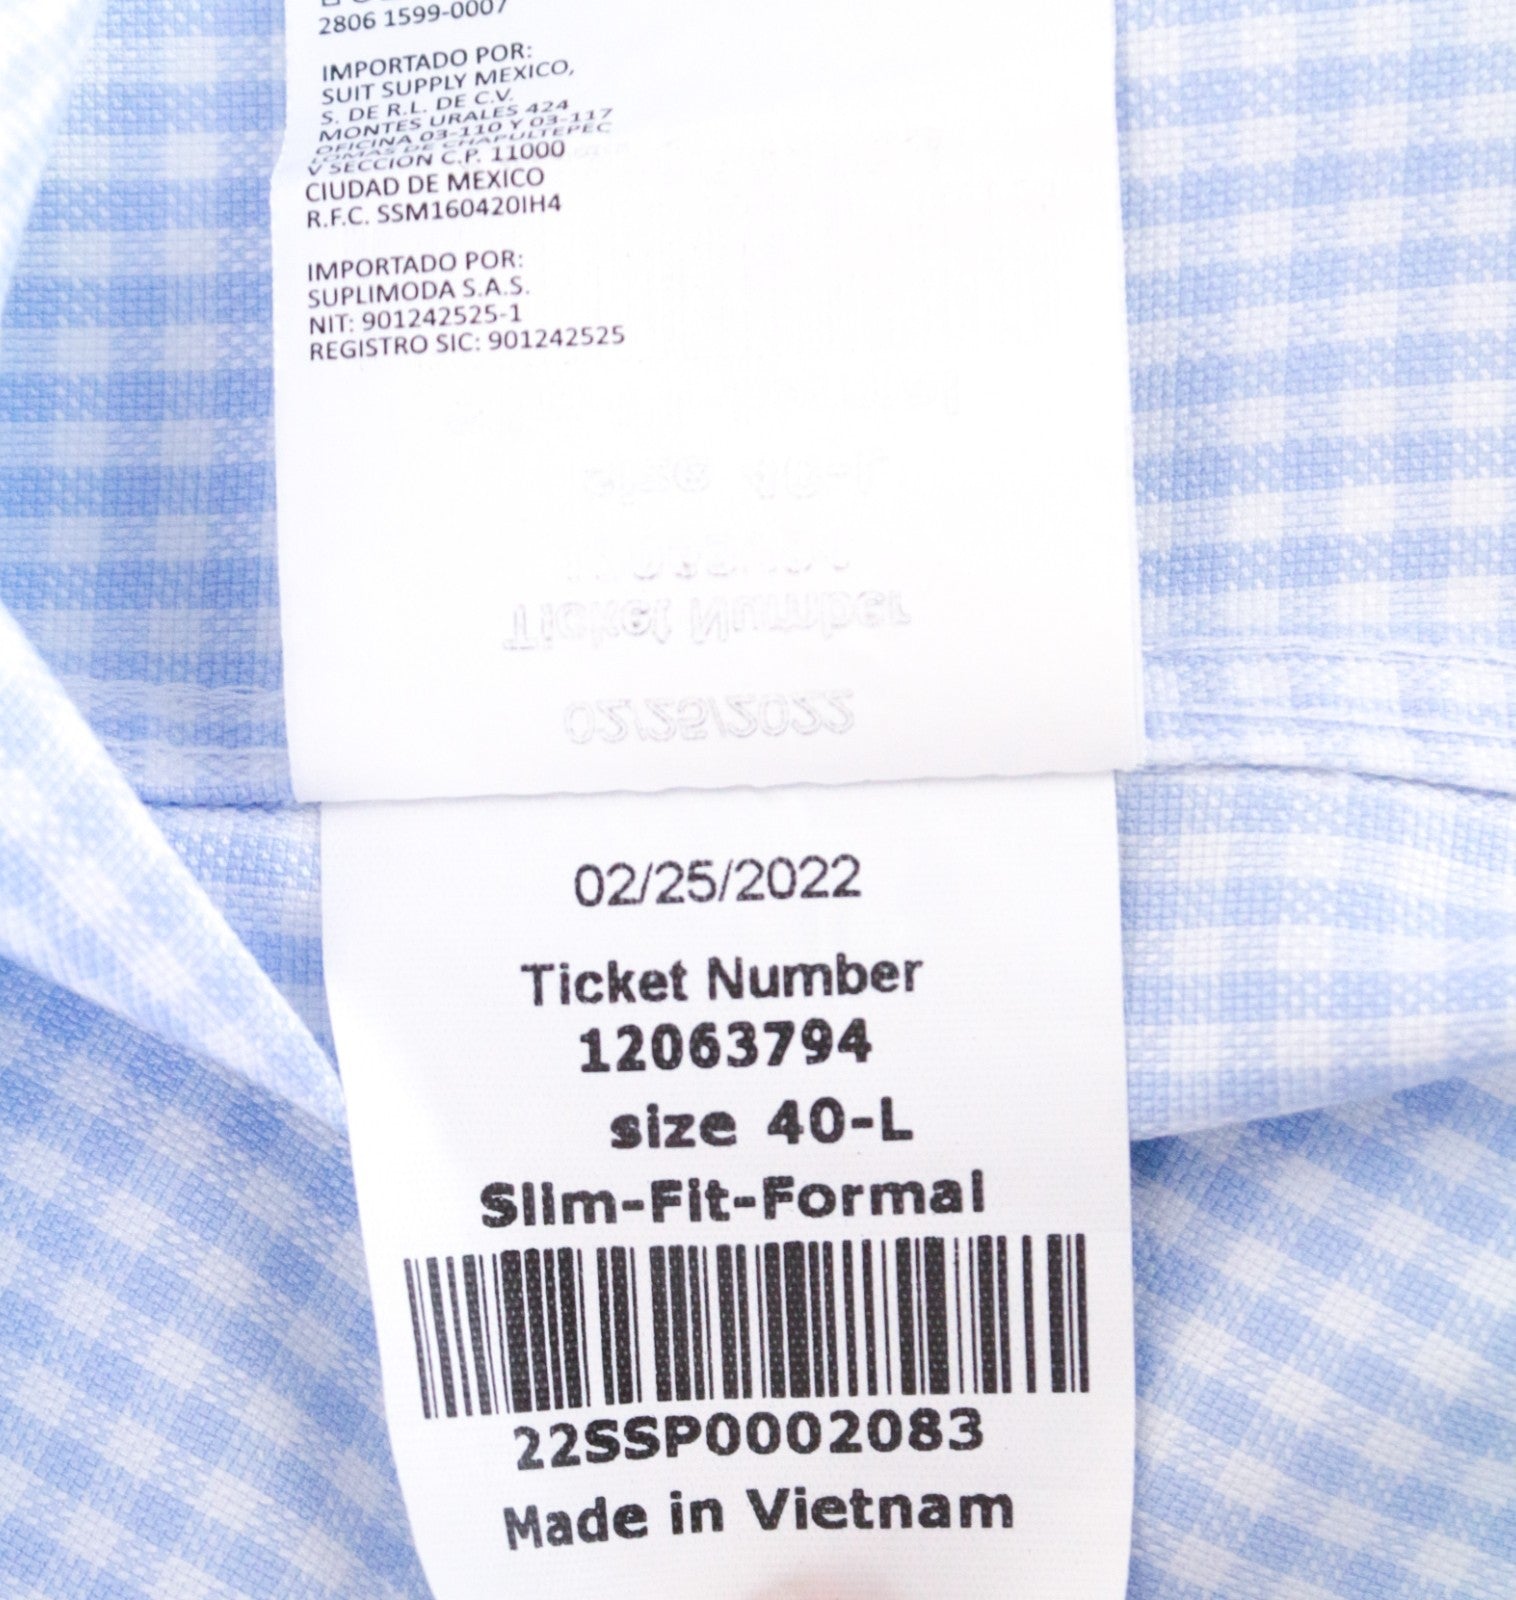 2806 1599-0007
IMPORTADO POR:
SUIT SUPPLY MEXICO,
S. DE R.L. DE C.V.
MONTES URALES 424
OFICINA 03-110 Y 03-117
LOMAS DE CHAPULTEPEC
V SECCION C.P. 11000
CIUDAD DE MEXICO
R.F.C. SSM160420IH4
IMPORTADO POR:
SUPLIMODA S.A.S.
NIT: 901242525-1
REGISTRO SIC: 901242525
02/25/2022
Ticket Number
12063794
size 40-L
Slim-Fit-Formal
22SSP0002083
Made in Vietnam